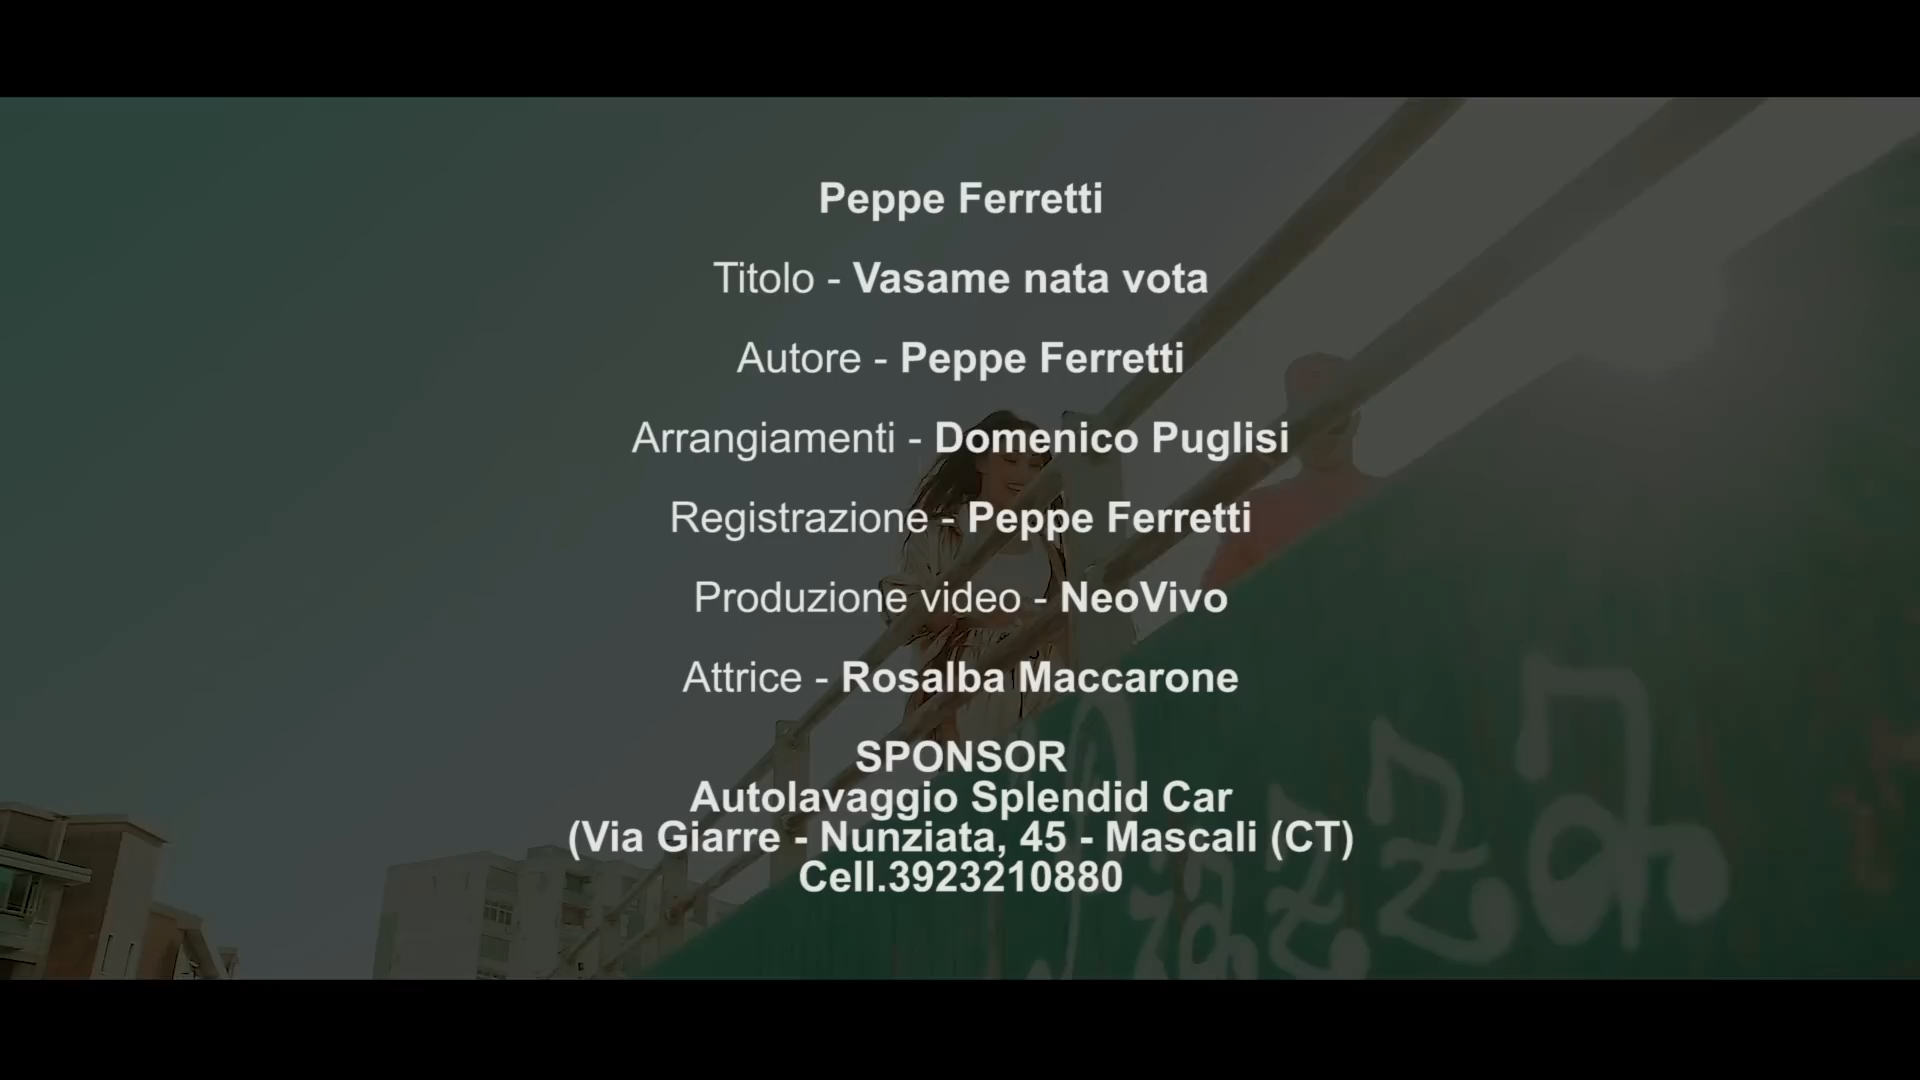 Peppe Ferretti
Titolo - Vasame nata vota
Autore - Peppe Ferretti
Arrangiamenti - Domenico Puglisi
Registrazione - Peppe Ferretti
Produzione video - NeoVivo
Attrice - Rosalba Maccarone
SPONSOR
Autolavaggio Splendid Car
(Via Giarre - Nunziata, 45 - Mascali (CT)
Cell.3923210880